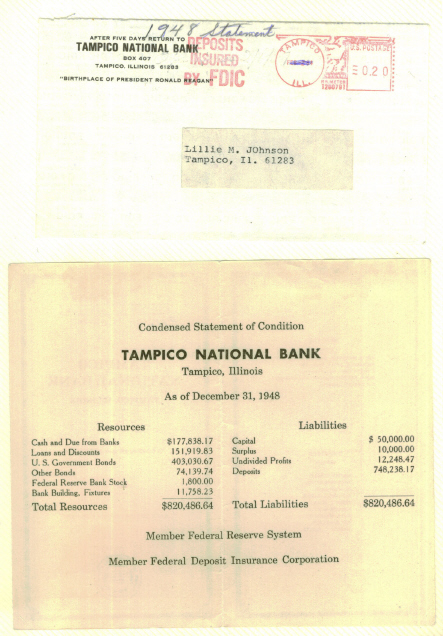 1948 Statement
AFTER FIVE DAYS RETURN TO
TAMPICO NATIONAL BANK
BOX 407
TAMPICO, ILLINOIS 61283
"BIRTHPLACE OF PRESIDENT RONALD REAGAN"
DEPOSITS
INSURED
BY FDIC
TAMPICO
ILL.
U.S. POSTAGE
0.20
Lillie M. JOhnson
Tampico, Il. 61283
Condensed Statement of Condition
TAMPICO NATIONAL BANK
Tampico, Illinois
As of December 31, 1948
Resources
Cash and Due from Banks $177,838.17
Loans and Discounts 151,919.83
U. S. Government Bonds 403,030.67
Other Bonds 74,139.74
Federal Reserve Bank Stock 1,800.00
Bank Building, Fixtures 11,758.23
Total Resources $820,486.64
Liabilities
Capital $ 50,000.00
Surplus 10,000.00
Undivided Profits 12,248.47
Deposits 748,238.17
Total Liabilities $820,486.64
Member Federal Reserve System
Member Federal Deposit Insurance Corporation